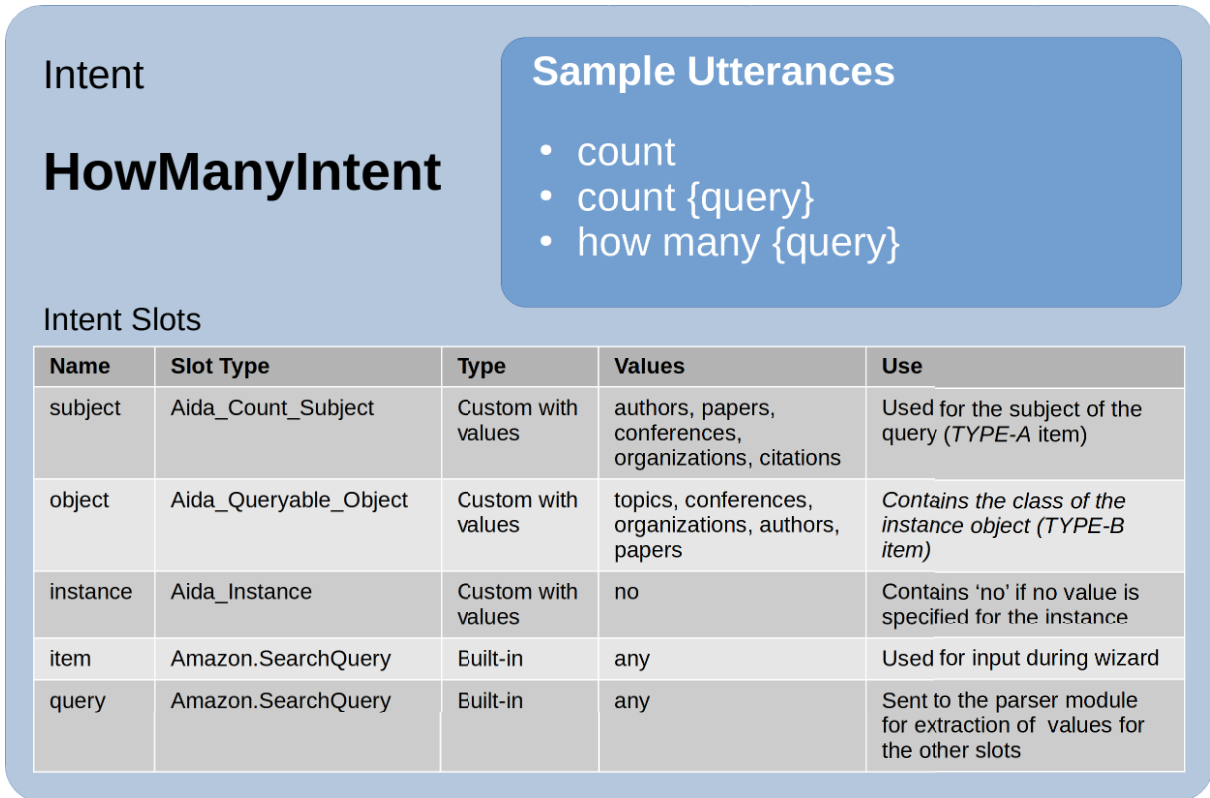 Intent
HowManyIntent
Sample Utterances
• count
• count {query}
• how many {query}
Intent Slots
Name Slot Type Type Values Use
subject Aida_Count_Subject Custom with values authors, papers, conferences, organizations, citations Used for the subject of the query (TYPE-A item)
object Aida_Queryable_Object Custom with values topics, conferences, organizations, authors, papers Contains the class of the instance object (TYPE-B item)
instance Aida_Instance Custom with values no Contains ‘no’ if no value is specified for the instance
item Amazon.SearchQuery Built-in any Used for input during wizard
query Amazon.SearchQuery Built-in any Sent to the parser module for extraction of values for the other slots